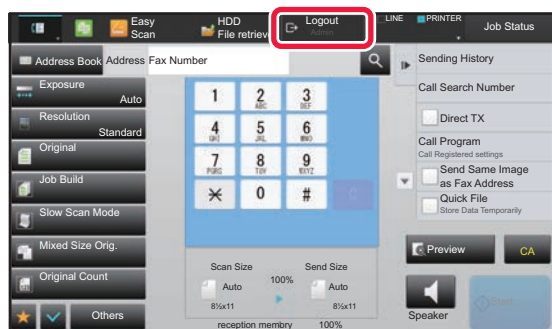 Easy
Scan
HDD
File retrieve
Logout
Admin
LINE
PRINTER
Job Status
Address Book
Address
Fax Number
Sending History
Exposure
Auto
1
2
ABC
3
DEF
Call Search Number
Resolution
Standard
Direct TX
4
GHI
5
JKL
6
MNO
Original
Call Program
Call Registered settings
7
PQRS
8
TUV
9
WXYZ
Send Same Image
as Fax Address
Job Build
0
#
C
Quick File
Store Data Temporarily
Slow Scan Mode
Mixed Size Orig.
Preview
CA
Scan Size
Send Size
Original Count
Auto
100%
Auto
8½x11
8½x11
Start
Others
reception membry
100%
Speaker